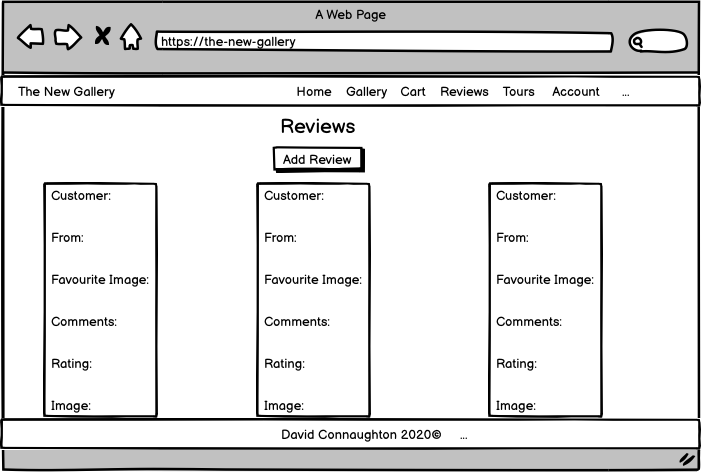 A Web Page
https://the-new-gallery
The New Gallery Home Gallery Cart Reviews Tours Account ...
Reviews
Add Review
Customer: Customer: Customer:
From: From: From:
Favourite Image: Favourite Image: Favourite Image:
Comments: Comments: Comments:
Rating: Rating: Rating:
Image: Image: Image:
David Connaughton 2020© ...